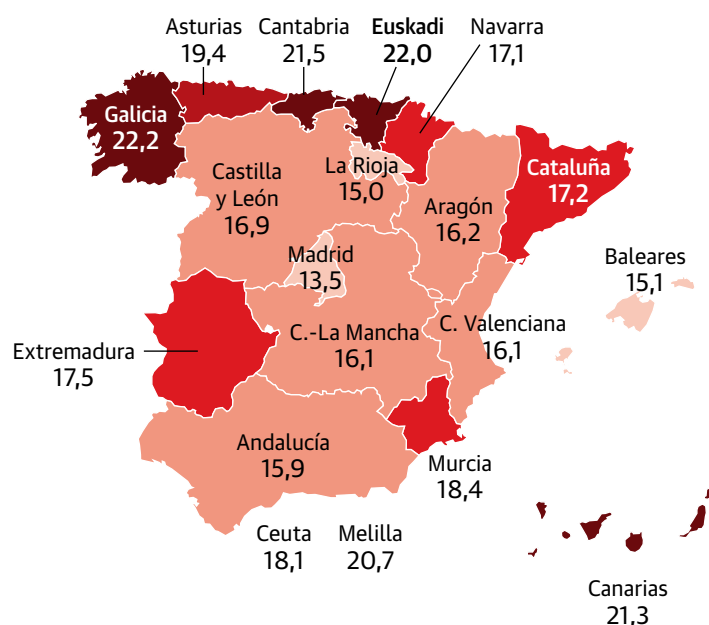 Asturias
19,4
Cantabria
21,5
Euskadi
22,0
Navarra
17,1
Galicia
22,2
Castilla
y León
16,9
La Rioja
15,0
Aragón
16,2
Cataluña
17,2
Madrid
13,5
Baleares
15,1
C.-La Mancha
16,1
C. Valenciana
16,1
Extremadura
17,5
Andalucía
15,9
Murcia
18,4
Ceuta
18,1
Melilla
20,7
Canarias
21,3